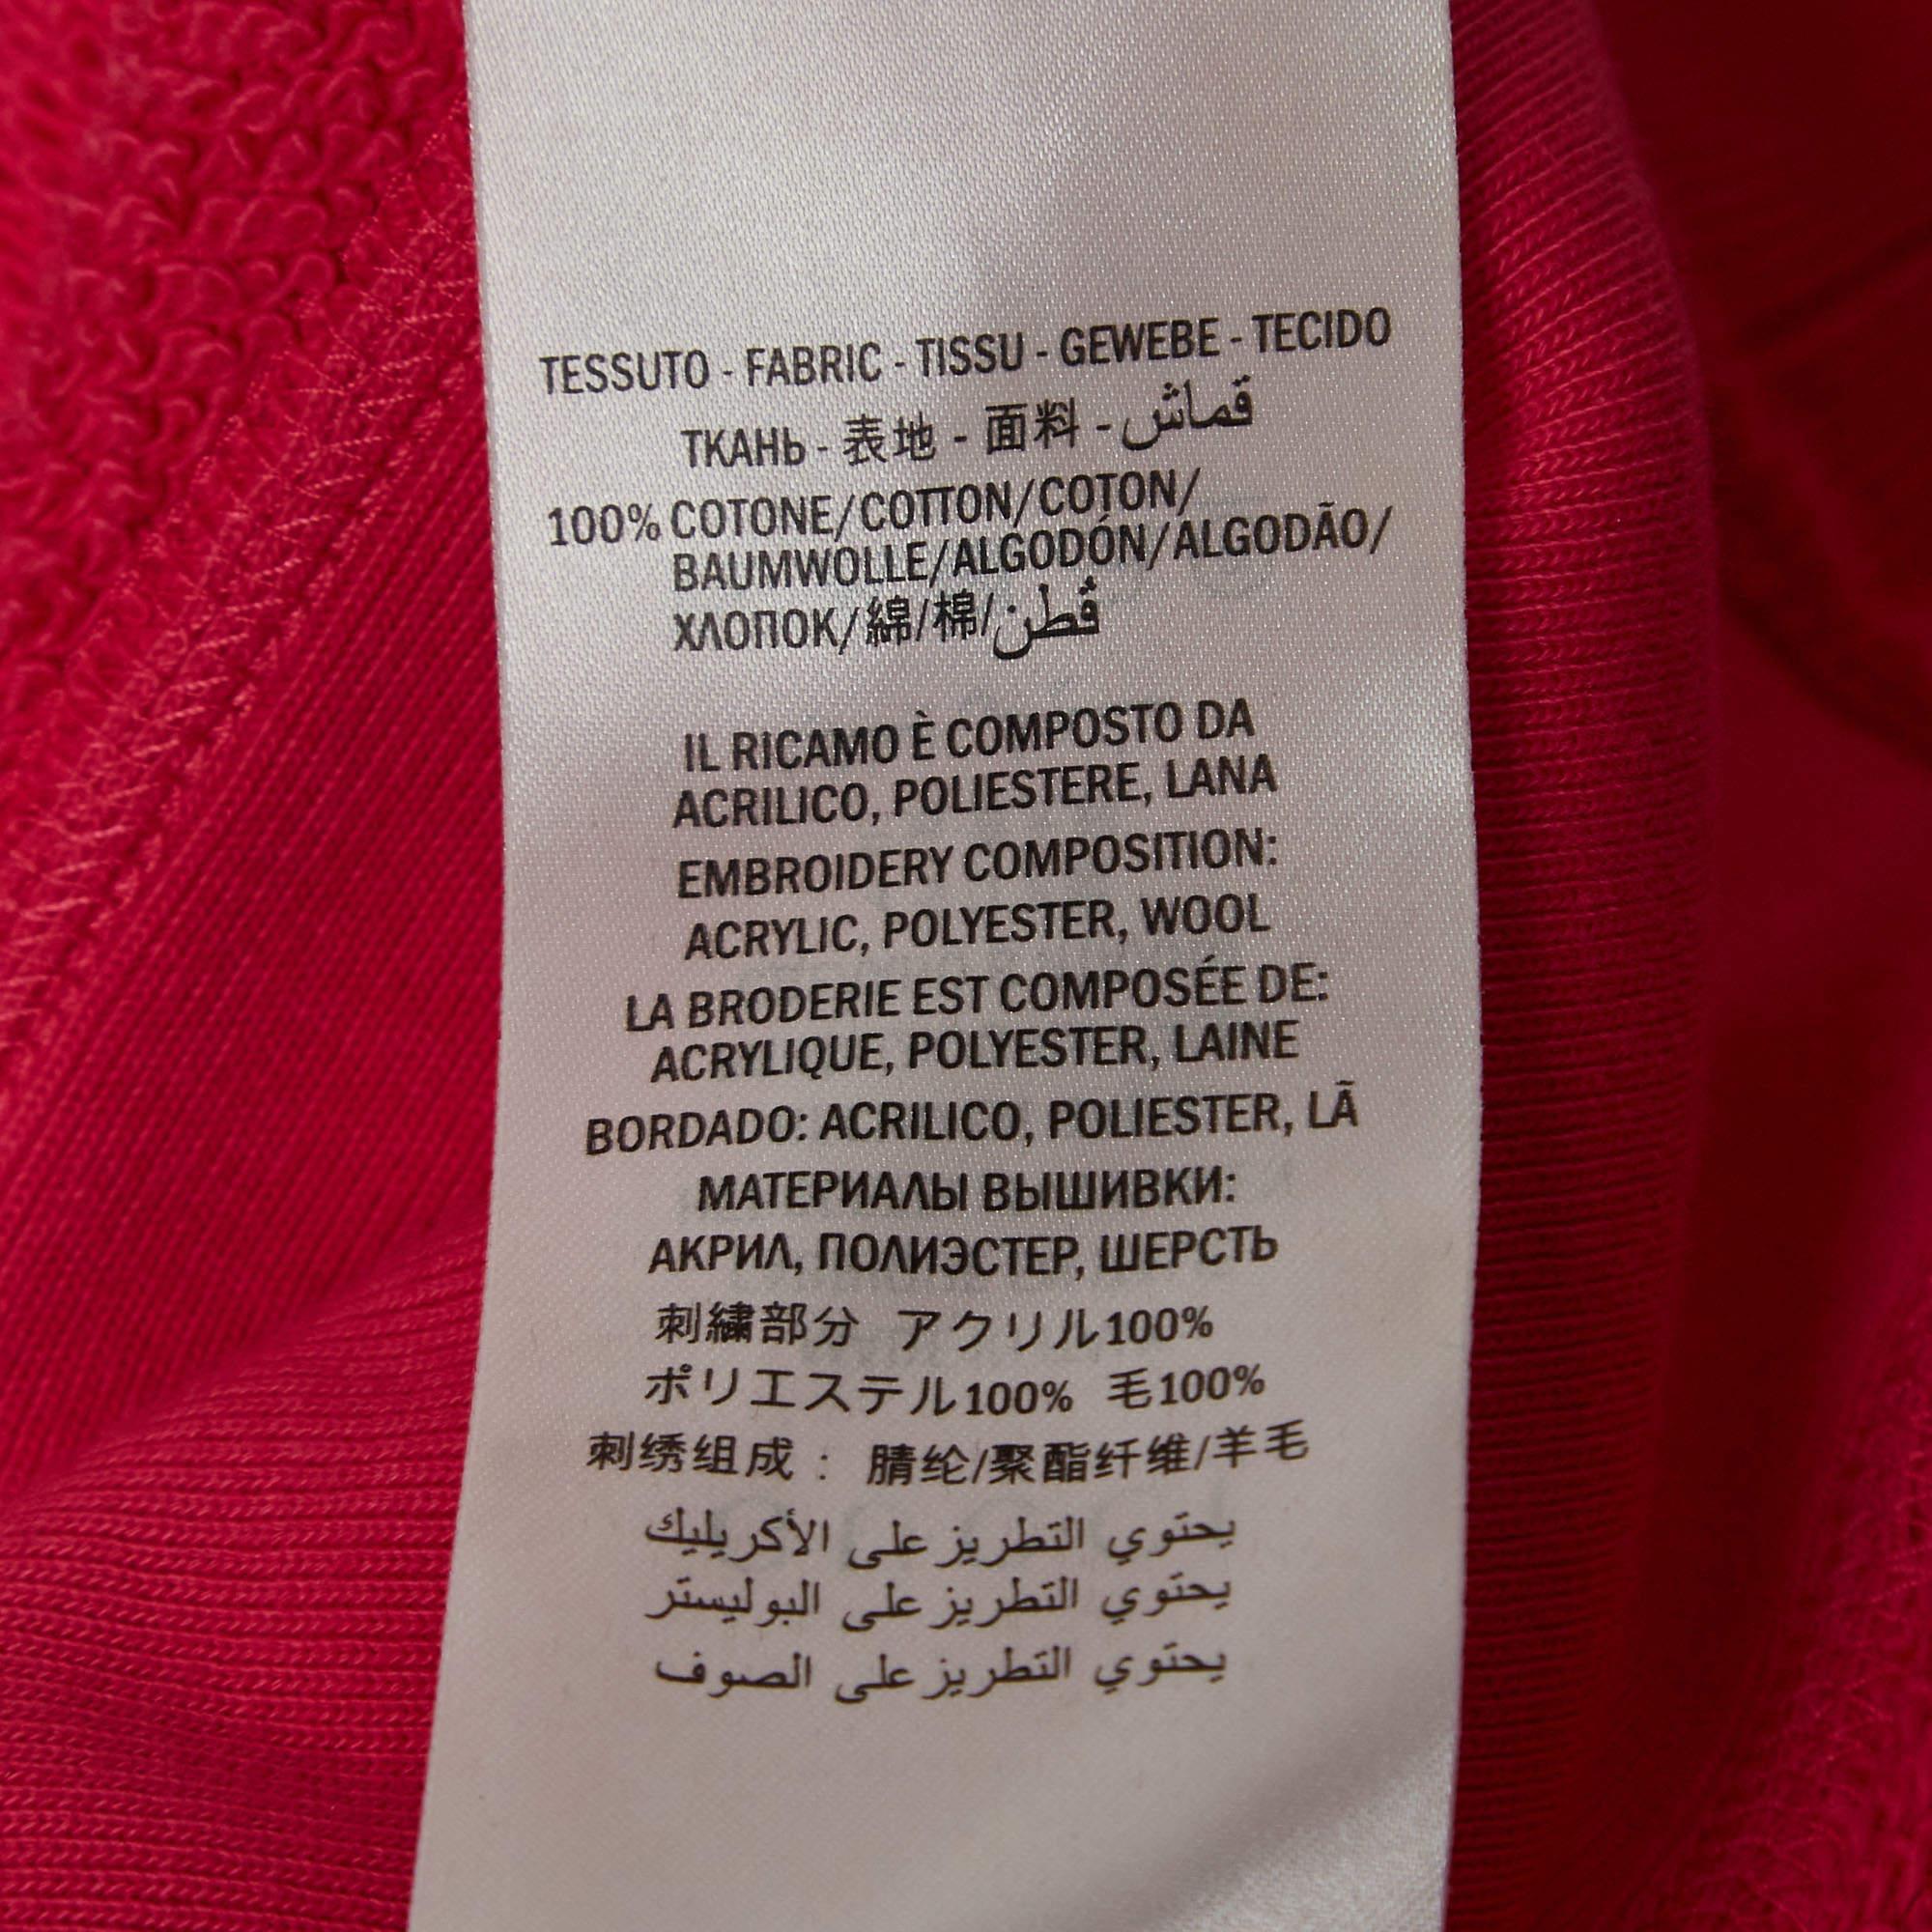 TESSUTO - FABRIC - TISSU - GEWEBE - TECIDO
ТКАНЬ - 表地 - 面料 - قماش
100% COTONE/COTTON/COTON/
BAUMWOLLE/ALGODÓN/ALGODÃO/
ХЛОПОК/綿/棉/قطن
IL RICAMO È COMPOSTO DA
ACRILICO, POLIESTERE, LANA
EMBROIDERY COMPOSITION:
ACRYLIC, POLYESTER, WOOL
LA BRODERIE EST COMPOSÉE DE:
ACRYLIQUE, POLYESTER, LAINE
BORDADO: ACRILICO, POLIESTER, LÃ
МАТЕРИАЛЫ ВЫШИВКИ:
АКРИЛ, ПОЛИЭСТЕР, ШЕРСТЬ
刺繍部分 アクリル100%
ポリエステル100% 毛100%
刺绣组成：腈纶/聚酯纤维/羊毛
يحتوي التطريز على الأكريليك
يحتوي التطريز على البوليستر
يحتوي التطريز على الصوف